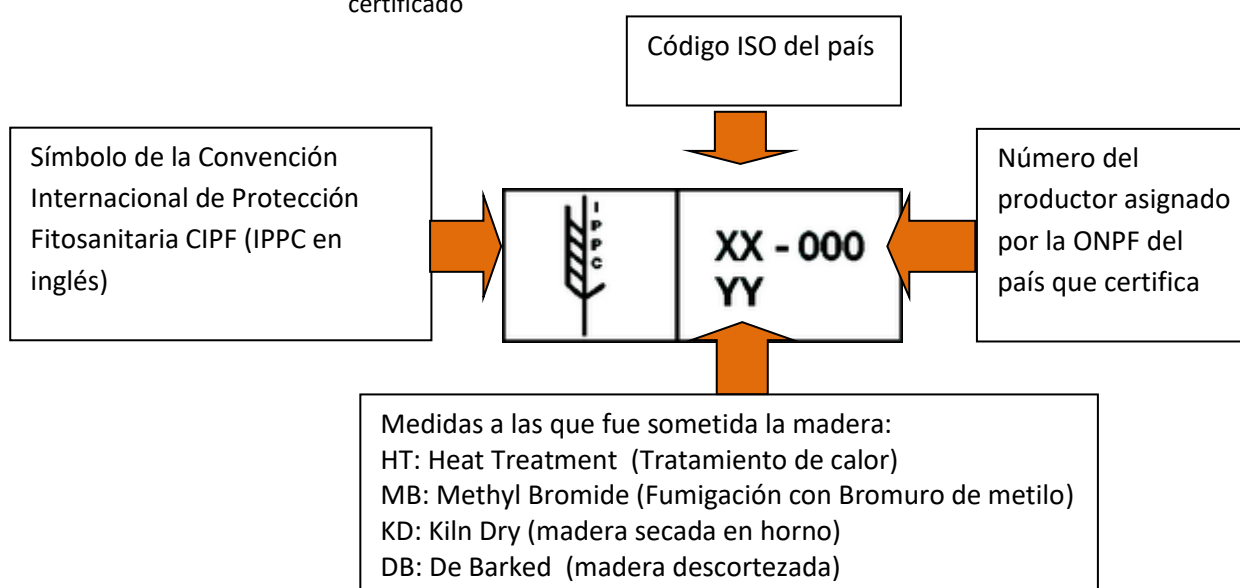 certificado
Código ISO del país
Símbolo de la Convención
Internacional de Protección
Fitosanitaria CIPF (IPPC en
inglés)
I
P
P
C
XX - 000
YY
Número del
productor asignado
por la ONPF del
país que certifica
Medidas a las que fue sometida la madera:
HT: Heat Treatment  (Tratamiento de calor)
MB: Methyl Bromide (Fumigación con Bromuro de metilo)
KD: Kiln Dry (madera secada en horno)
DB: De Barked  (madera descortezada)